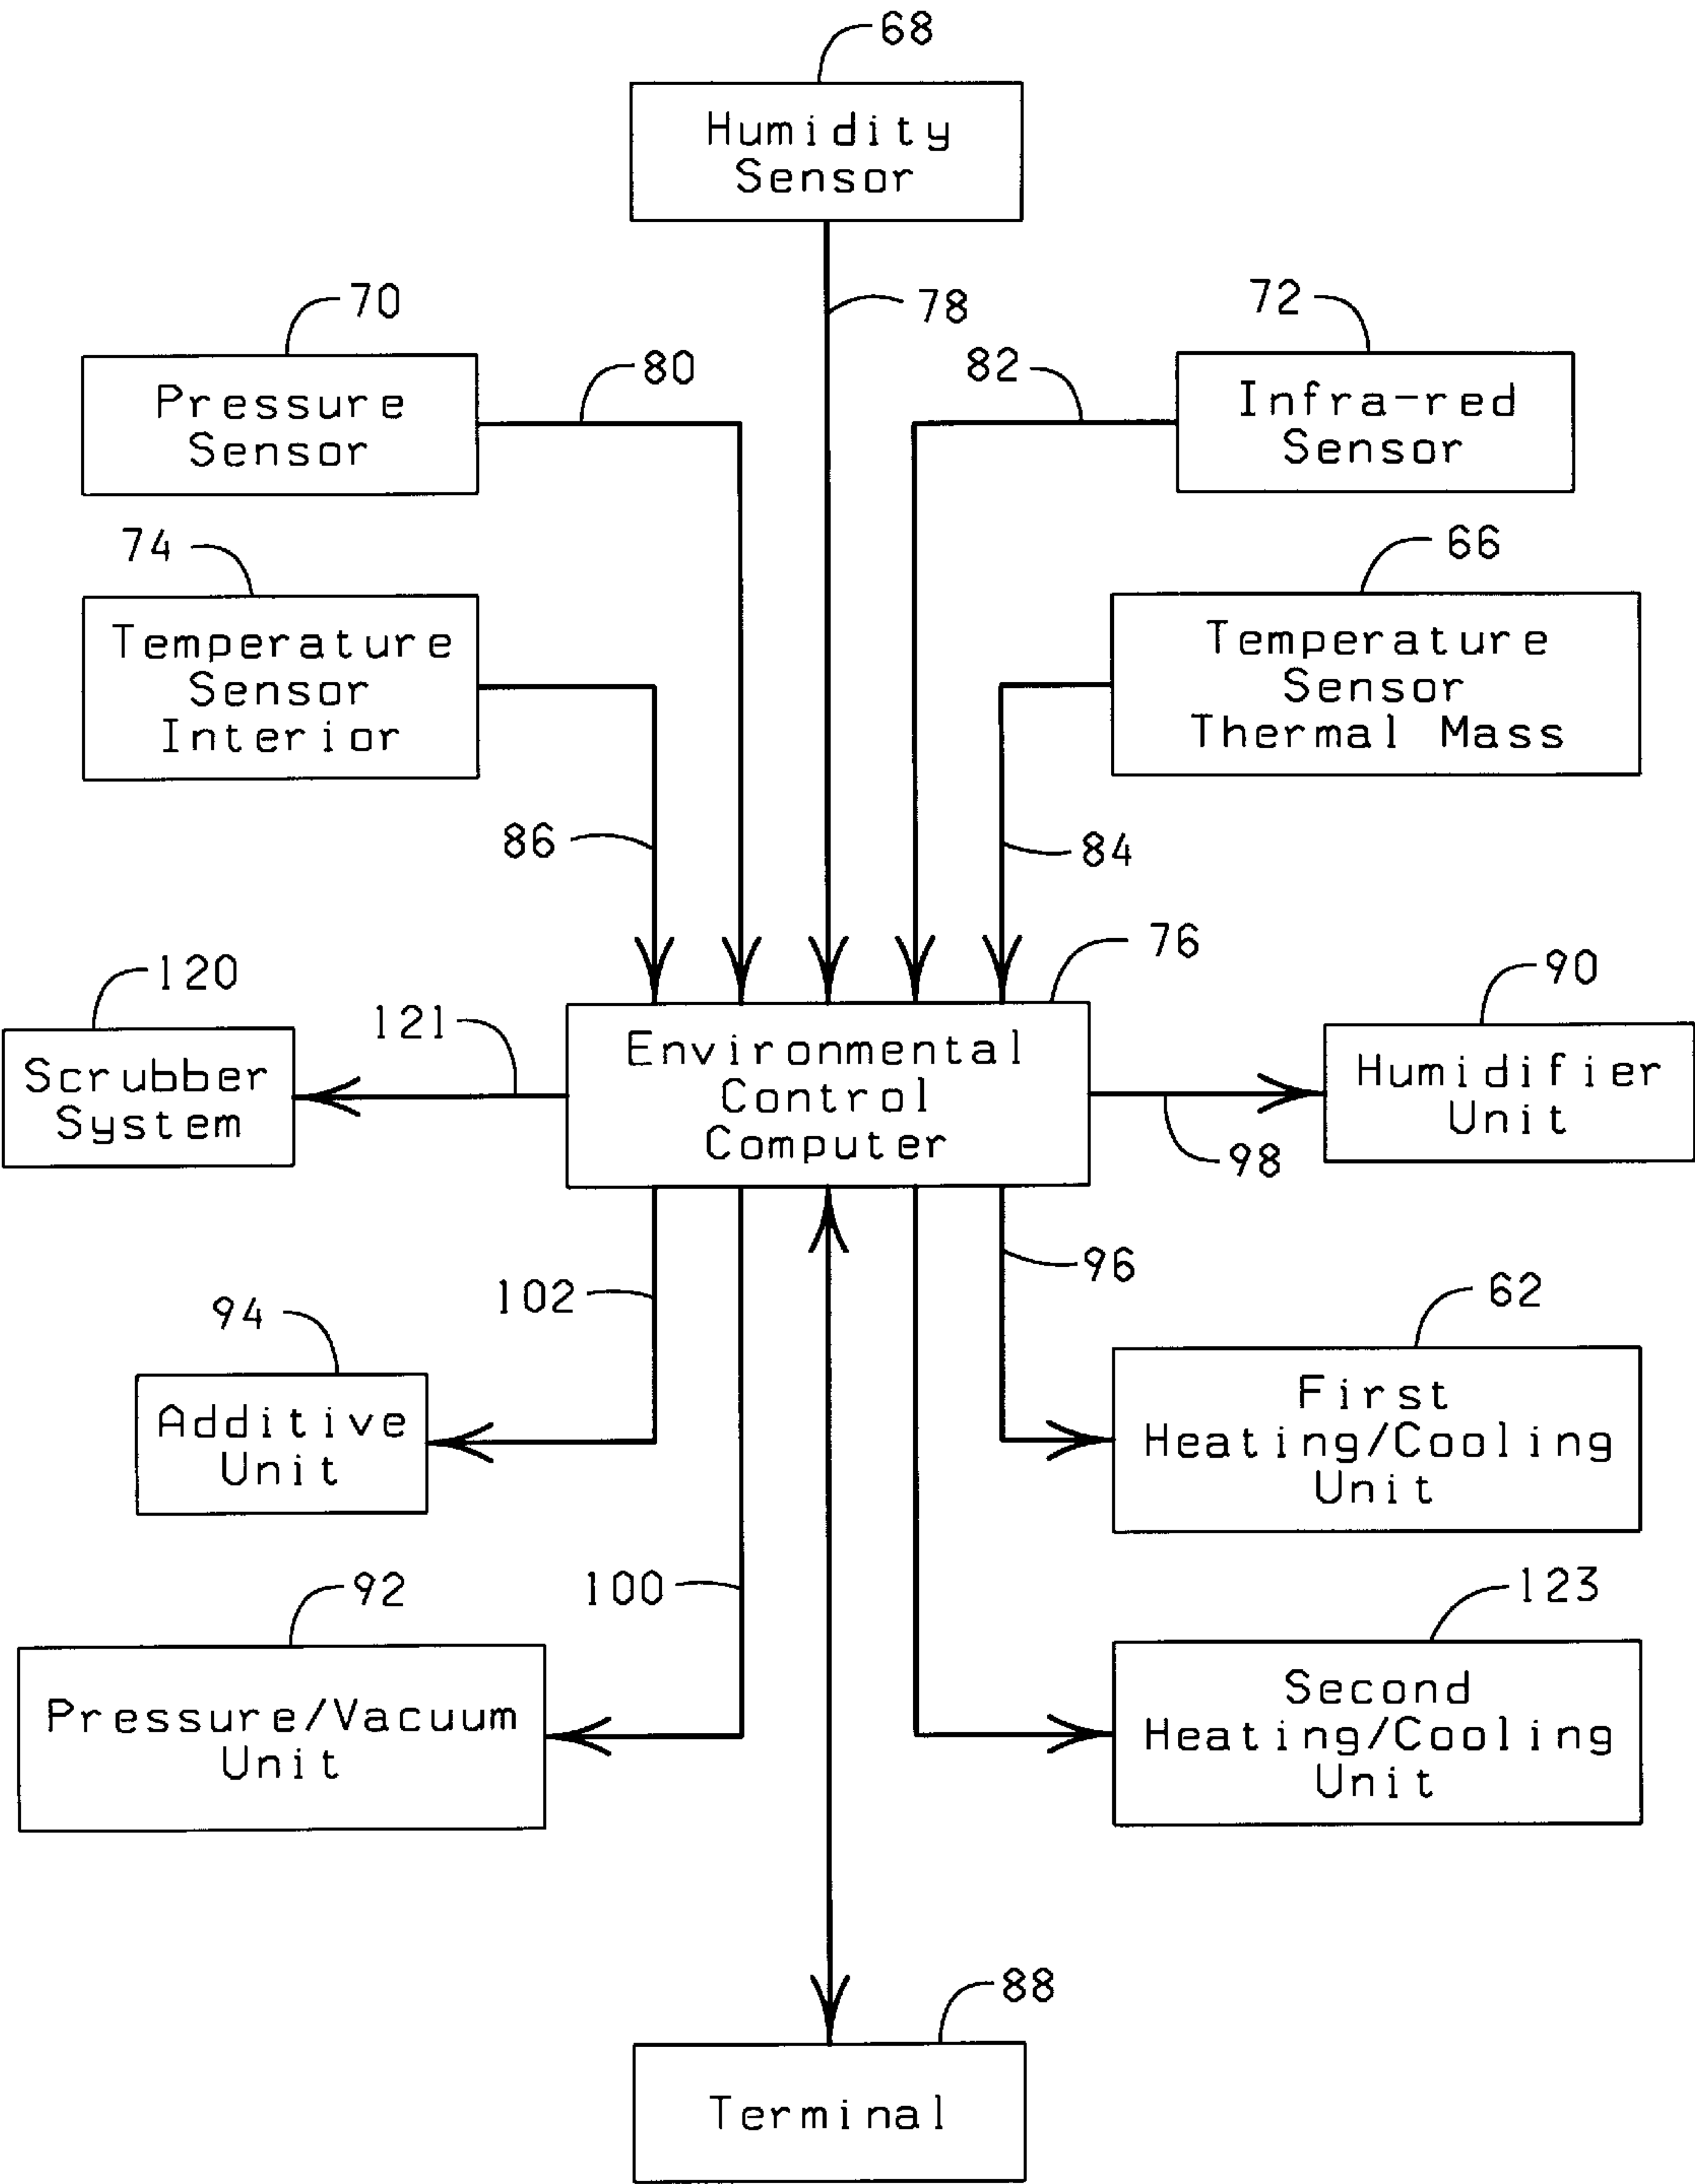 68
Humidity
Sensor
70
78
72
80
82
Pressure
Sensor
Infra-red
Sensor
74
66
Temperature
Sensor
Interior
Temperature
Sensor
Thermal Mass
86
84
76
120
90
121
Environmental
Control
Computer
Scrubber
System
Humidifier
Unit
98
96
102
94
62
Additive
Unit
First
Heating/Cooling
Unit
92
100
123
Pressure/Vacuum
Unit
Second
Heating/Cooling
Unit
88
Terminal